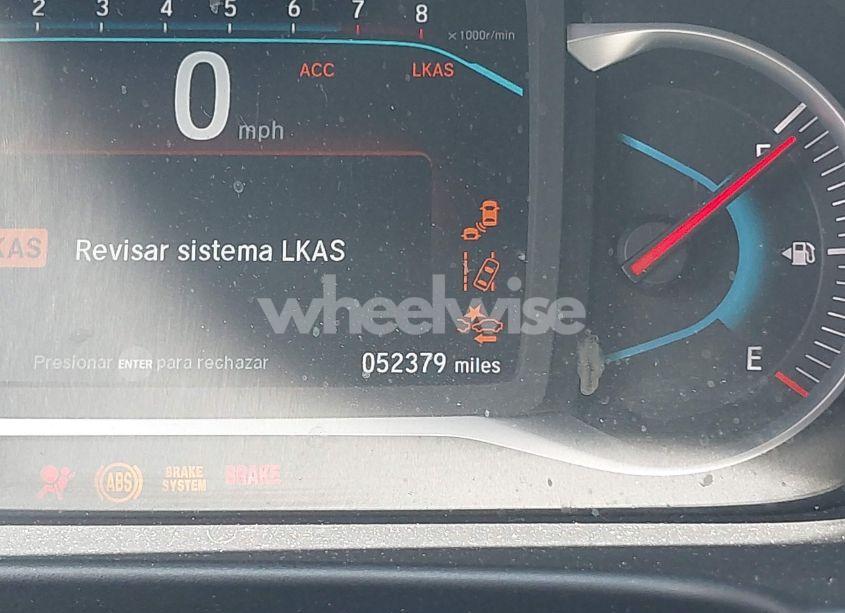 2 3 4 5 6 7 8
×1000r/min
ACC LKAS
0 mph
F
KAS Revisar sistema LKAS
wheelwise
Presionar ENTER para rechazar
052379 miles
E
ABS BRAKE SYSTEM BRAKE